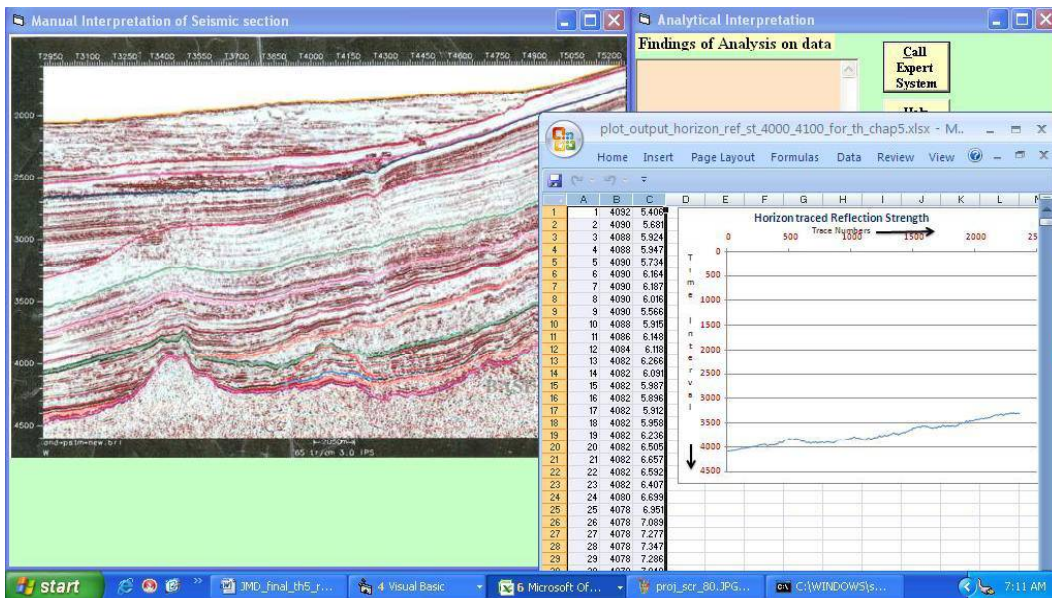 Manual Interpretation of Seismic section
T2950 T3100 T3250 T3400 T3550 T3700 T3850 T4000 T4150 T4300 T4450 T4600 T4750 T4900 T5050 T5200
2000
2500
3000
3500
4000
4500
W
65 tr/cm 3.0 IPS
Analytical Interpretation
Findings of Analysis on data
Call
Expert
System
Help
plot_output_horizon_ref_st_4000_4100_for_th_chap5.xlsx - M..
Home Insert Page Layout Formulas Data Review View
A B C D E F G H I J K L
1 1 4092 5.406
2 2 4090 5.681
3 3 4088 5.924
4 4 4088 5.947
5 5 4090 5.734
6 6 4090 6.164
7 7 4090 6.187
8 8 4090 6.016
9 9 4090 5.566
10 10 4088 5.915
11 11 4086 6.148
12 12 4084 6.118
13 13 4082 6.266
14 14 4082 6.091
15 15 4082 5.987
16 16 4082 5.896
17 17 4082 5.912
18 18 4082 5.958
19 19 4082 6.236
20 20 4082 6.505
21 21 4082 6.657
22 22 4082 6.592
23 23 4082 6.407
24 24 4080 6.699
25 25 4078 6.951
26 26 4078 7.089
27 27 4078 7.277
28 28 4078 7.347
29 29 4078 7.286
Horizon traced Reflection Strength
Trace Numbers
0 500 1000 1500 2000 25
Time Interval
0
500
1000
1500
2000
2500
3000
3500
4000
4500
start
JMD_final_th5_r...
4 Visual Basic
6 Microsoft Of...
proj_scr_80.JPG...
C:\WINDOWS\s...
7:11 AM